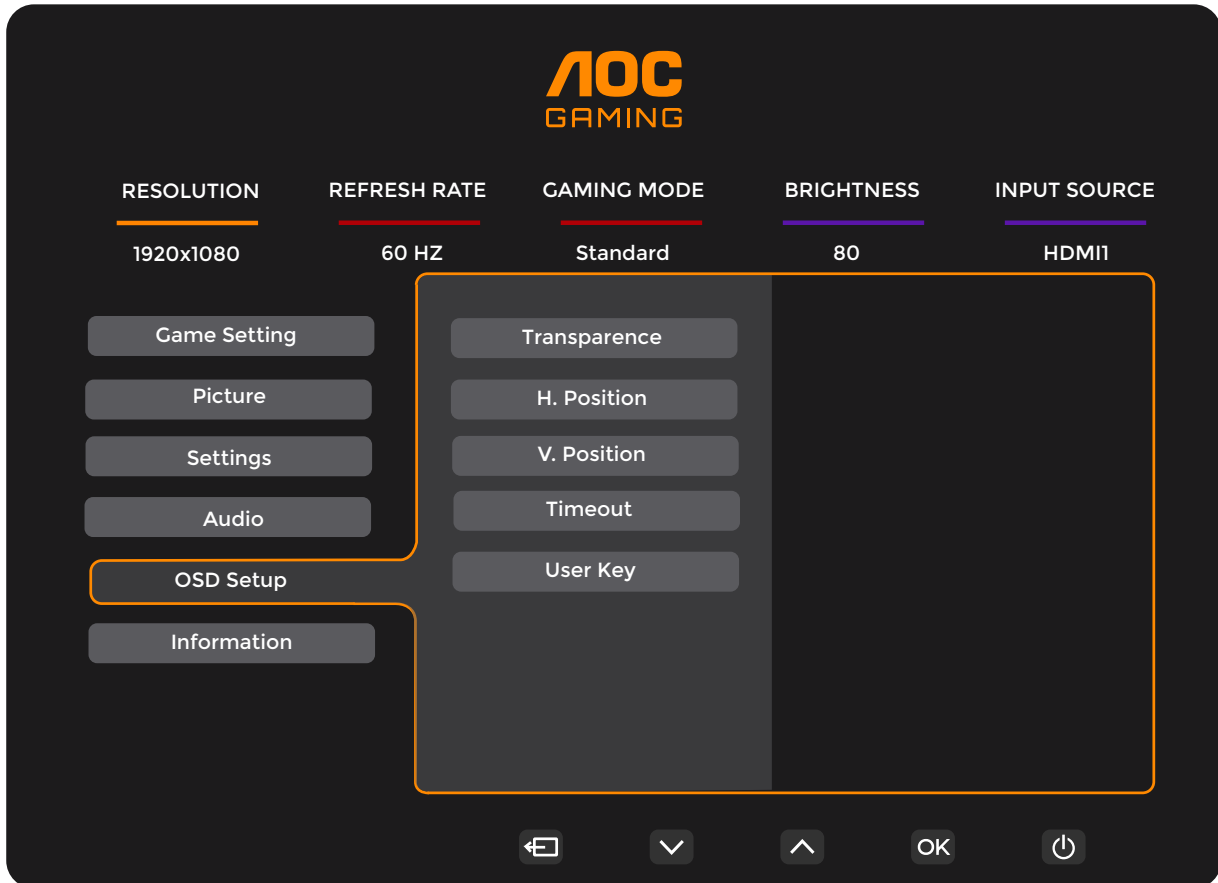 AOC
GAMING
RESOLUTION REFRESH RATE GAMING MODE BRIGHTNESS INPUT SOURCE
1920x1080 60 HZ Standard 80 HDMI1
Game Setting
Picture
Settings
Audio
OSD Setup
Information
Transparence
H. Position
V. Position
Timeout
User Key
OK